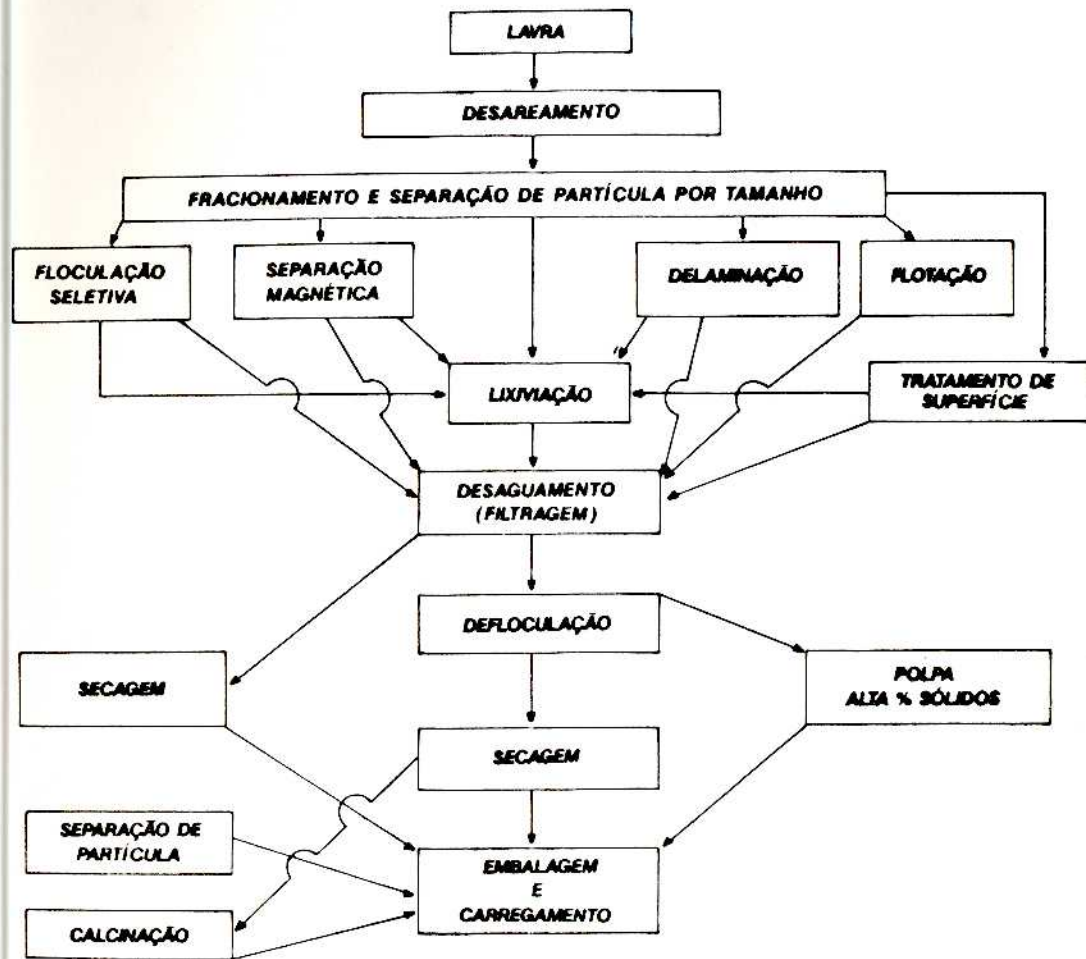 LAVRA
DESAREAMENTO
FRACIONAMENTO E SEPARAÇÃO DE PARTÍCULA POR TAMANHO
FLOCULAÇÃO
SELETIVA
SEPARAÇÃO
MAGNÉTICA
DELAMINAÇÃO
FLOTAÇÃO
LIXIVIAÇÃO
TRATAMENTO DE
SUPERFÍCIE
DESAGUAMENTO
(FILTRAGEM)
DEFLOCULAÇÃO
SECAGEM
POLPA
ALTA % SÓLIDOS
SECAGEM
SEPARAÇÃO DE
PARTÍCULA
EMBALAGEM
E
CARREGAMENTO
CALCINAÇÃO